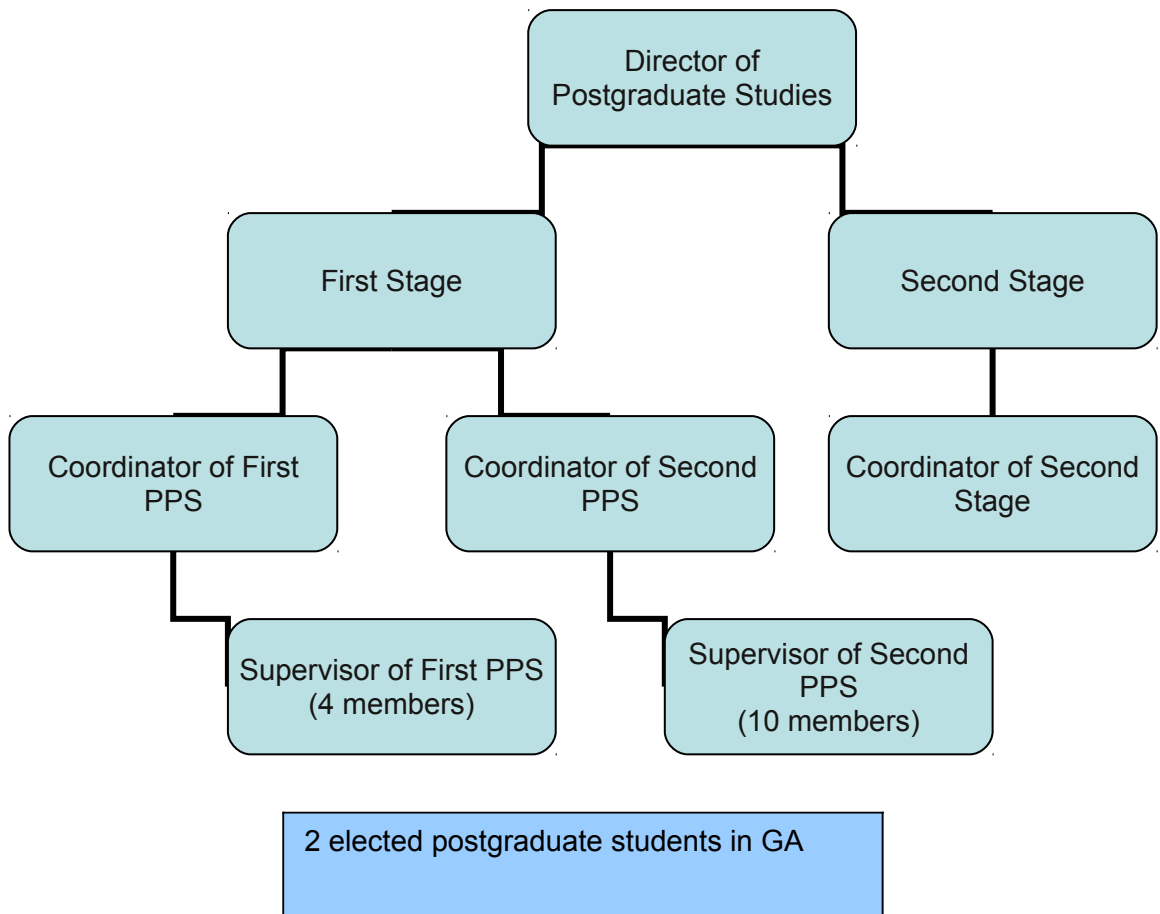 Director of
Postgraduate Studies
First Stage
Second Stage
Coordinator of First
PPS
Coordinator of Second
PPS
Coordinator of Second
Stage
Supervisor of First PPS
(4 members)
Supervisor of Second
PPS
(10 members)
2 elected postgraduate students in GA